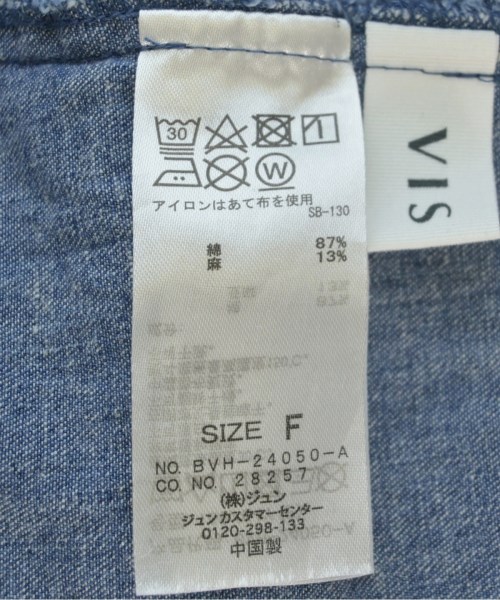 30
W
アイロンはあて布を使用
SB-130
綿 87%
麻 13%
SIZE F
NO. BVH-24050-A
CO. NO. 28257
(株)ジュン
ジュンカスタマーセンター
0120-298-133
中国製
VIS